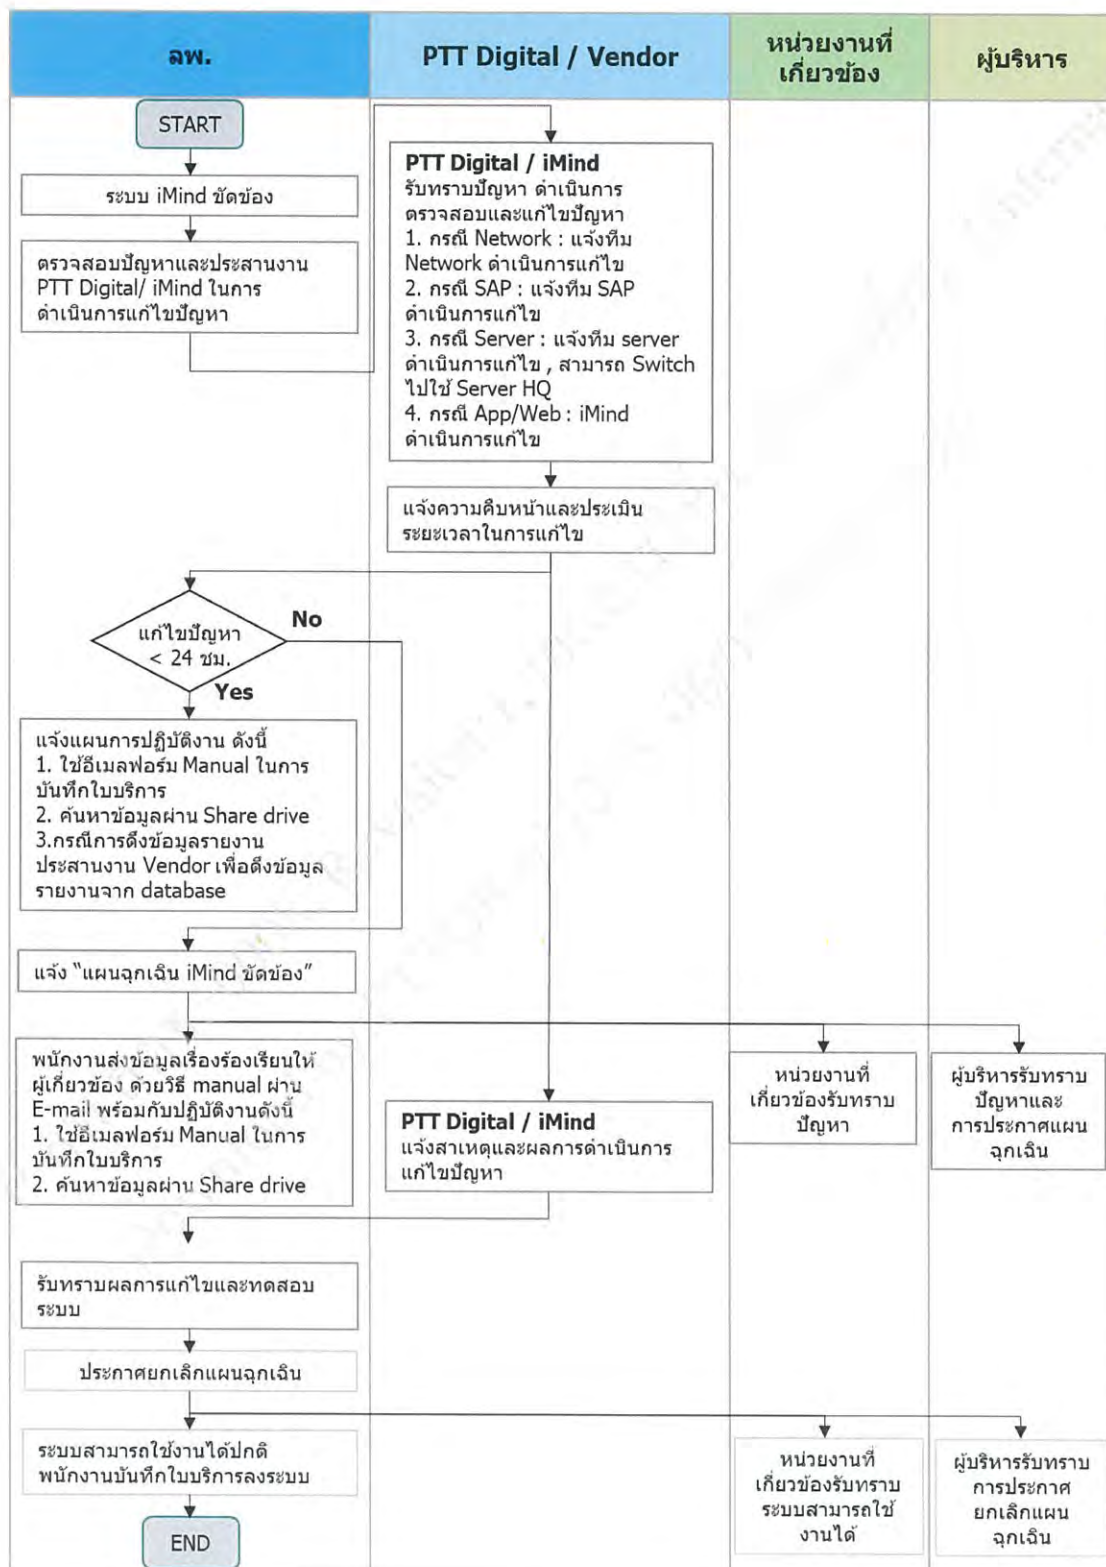 ลพ.
PTT Digital / Vendor
หน่วยงานที่
เกี่ยวข้อง
ผู้บริหาร
START
ระบบ iMind ขัดข้อง
ตรวจสอบปัญหาและประสานงาน
PTT Digital/ iMind ในการ
ดำเนินการแก้ไขปัญหา
PTT Digital / iMind
รับทราบปัญหา ดำเนินการ
ตรวจสอบและแก้ไขปัญหา
1. กรณี Network : แจ้งทีม
Network ดำเนินการแก้ไข
2. กรณี SAP : แจ้งทีม SAP
ดำเนินการแก้ไข
3. กรณี Server : แจ้งทีม server
ดำเนินการแก้ไข , สามารถ Switch
ไปใช้ Server HQ
4. กรณี App/Web : iMind
ดำเนินการแก้ไข
แจ้งความคืบหน้าและประเมิน
ระยะเวลาในการแก้ไข
แก้ไขปัญหา
< 24 ชม.
No
Yes
แจ้งแผนการปฏิบัติงาน ดังนี้
1. ใช้อีเมลฟอร์ม Manual ในการ
บันทึกใบบริการ
2. ค้นหาข้อมูลผ่าน Share drive
3.กรณีการดึงข้อมูลรายงาน
ประสานงาน Vendor เพื่อดึงข้อมูล
รายงานจาก database
แจ้ง “แผนฉุกเฉิน iMind ขัดข้อง”
พนักงานส่งข้อมูลเรื่องร้องเรียนให้
ผู้เกี่ยวข้อง ด้วยวิธี manual ผ่าน
E-mail พร้อมกับปฏิบัติงานดังนี้
1. ใช้อีเมลฟอร์ม Manual ในการ
บันทึกใบบริการ
2. ค้นหาข้อมูลผ่าน Share drive
PTT Digital / iMind
แจ้งสาเหตุและผลการดำเนินการ
แก้ไขปัญหา
หน่วยงานที่
เกี่ยวข้องรับทราบ
ปัญหา
ผู้บริหารรับทราบ
ปัญหาและ
การประกาศแผน
ฉุกเฉิน
รับทราบผลการแก้ไขและทดสอบ
ระบบ
ประกาศยกเลิกแผนฉุกเฉิน
ระบบสามารถใช้งานได้ปกติ
พนักงานบันทึกใบบริการลงระบบ
หน่วยงานที่
เกี่ยวข้องรับทราบ
ระบบสามารถใช้
งานได้
ผู้บริหารรับทราบ
การประกาศ
ยกเลิกแผน
ฉุกเฉิน
END